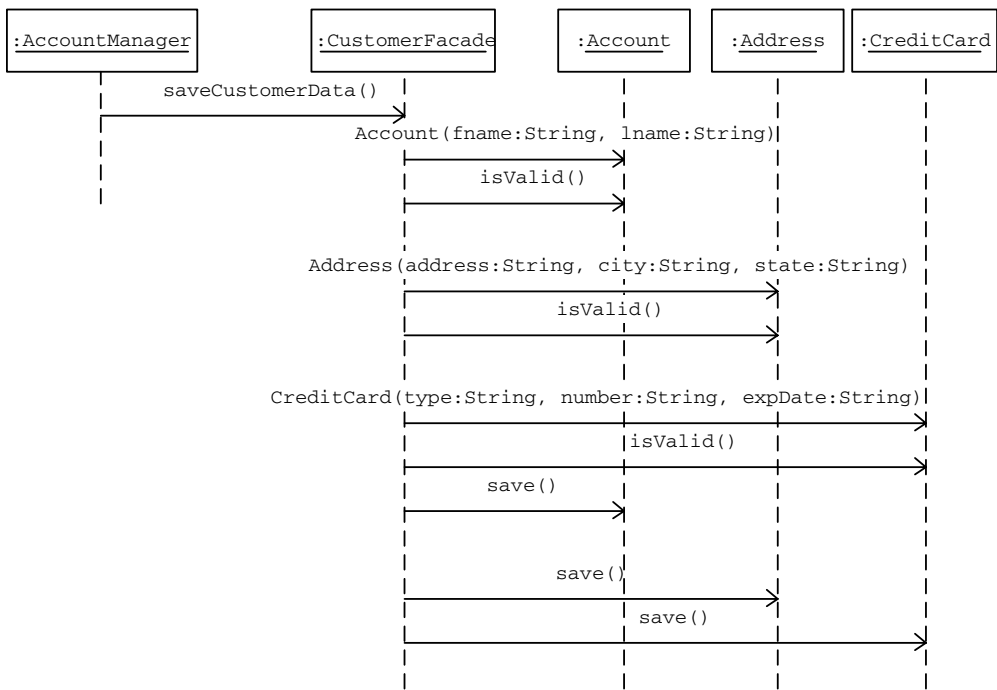 :AccountManager
:CustomerFacade
:Account
:Address
:CreditCard
saveCustomerData()
Account(fname:String, lname:String)
isValid()
Address(address:String, city:String, state:String)
isValid()
CreditCard(type:String, number:String, expDate:String)
isValid()
save()
save()
save()